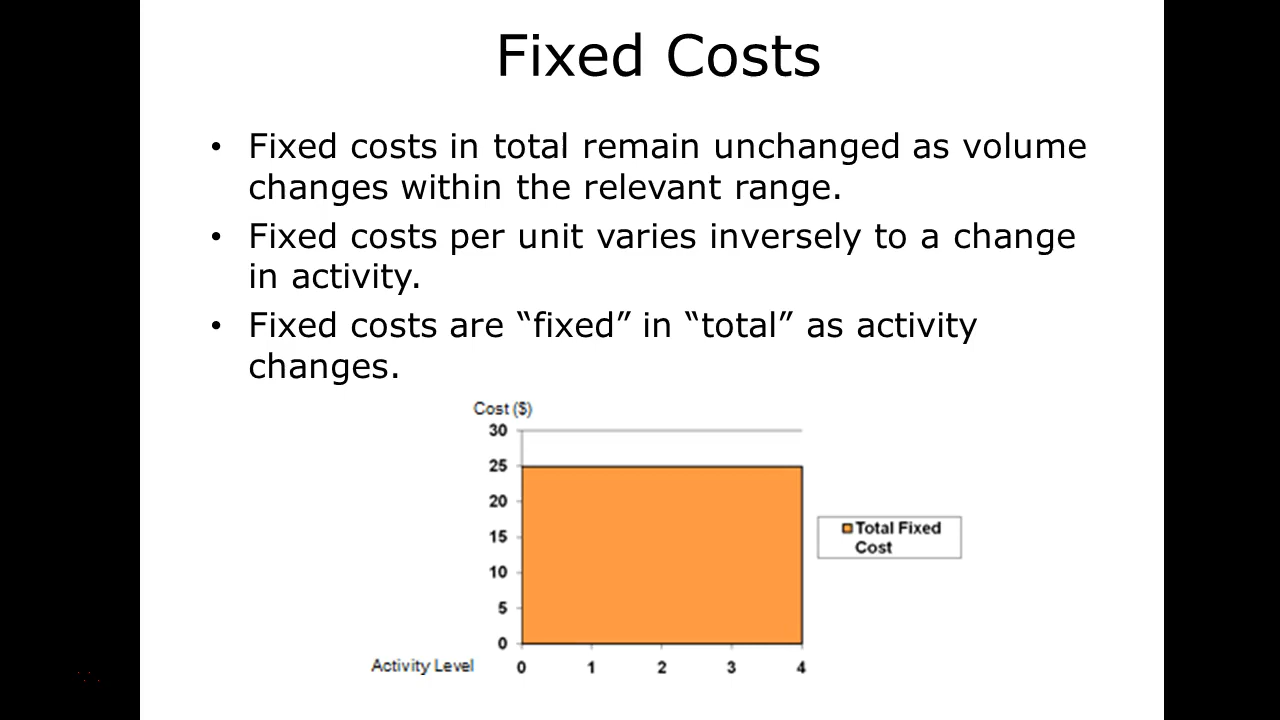 Fixed Costs
• Fixed costs in total remain unchanged as volume
changes within the relevant range.
• Fixed costs per unit varies inversely to a change
in activity.
• Fixed costs are “fixed” in “total” as activity
changes.
Cost ($)
30
25
20
15
10
5
0
Total Fixed
Cost
Activity Level 0 1 2 3 4